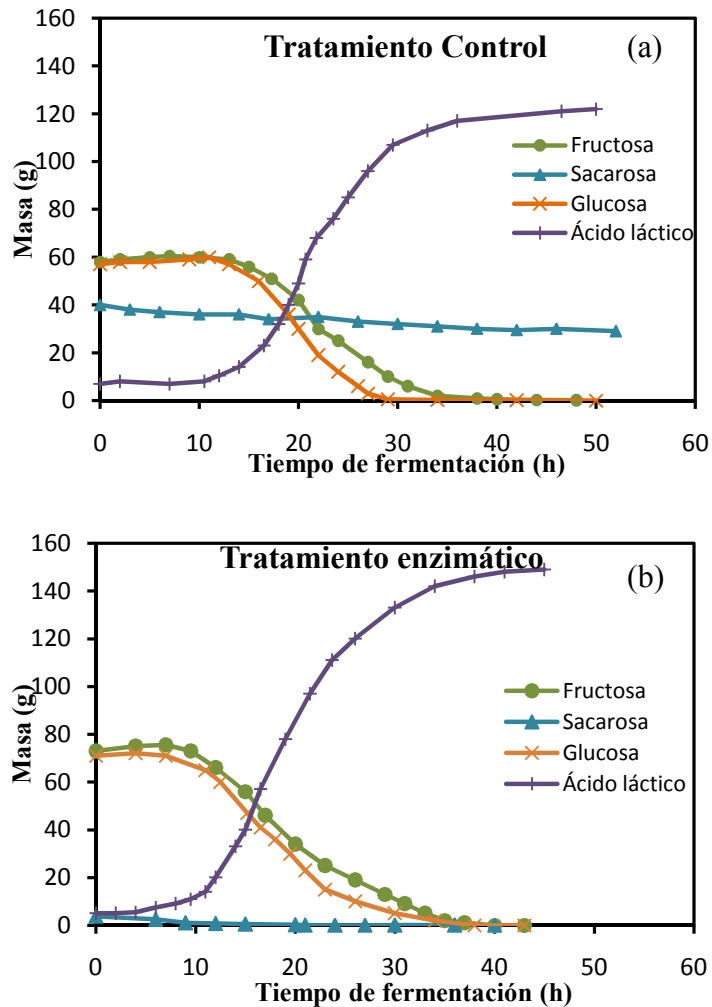 160
Tratamiento Control
(a)
140
120
100
80
60
40
20
0
Masa (g)
Fructosa
Sacarosa
Glucosa
Ácido láctico
0 10 20 30 40 50 60
Tiempo de fermentación (h)
160
Tratamiento enzimático
(b)
140
120
100
80
60
40
20
0
Masa (g)
Fructosa
Sacarosa
Glucosa
Ácido láctico
0 10 20 30 40 50 60
Tiempo de fermentación (h)